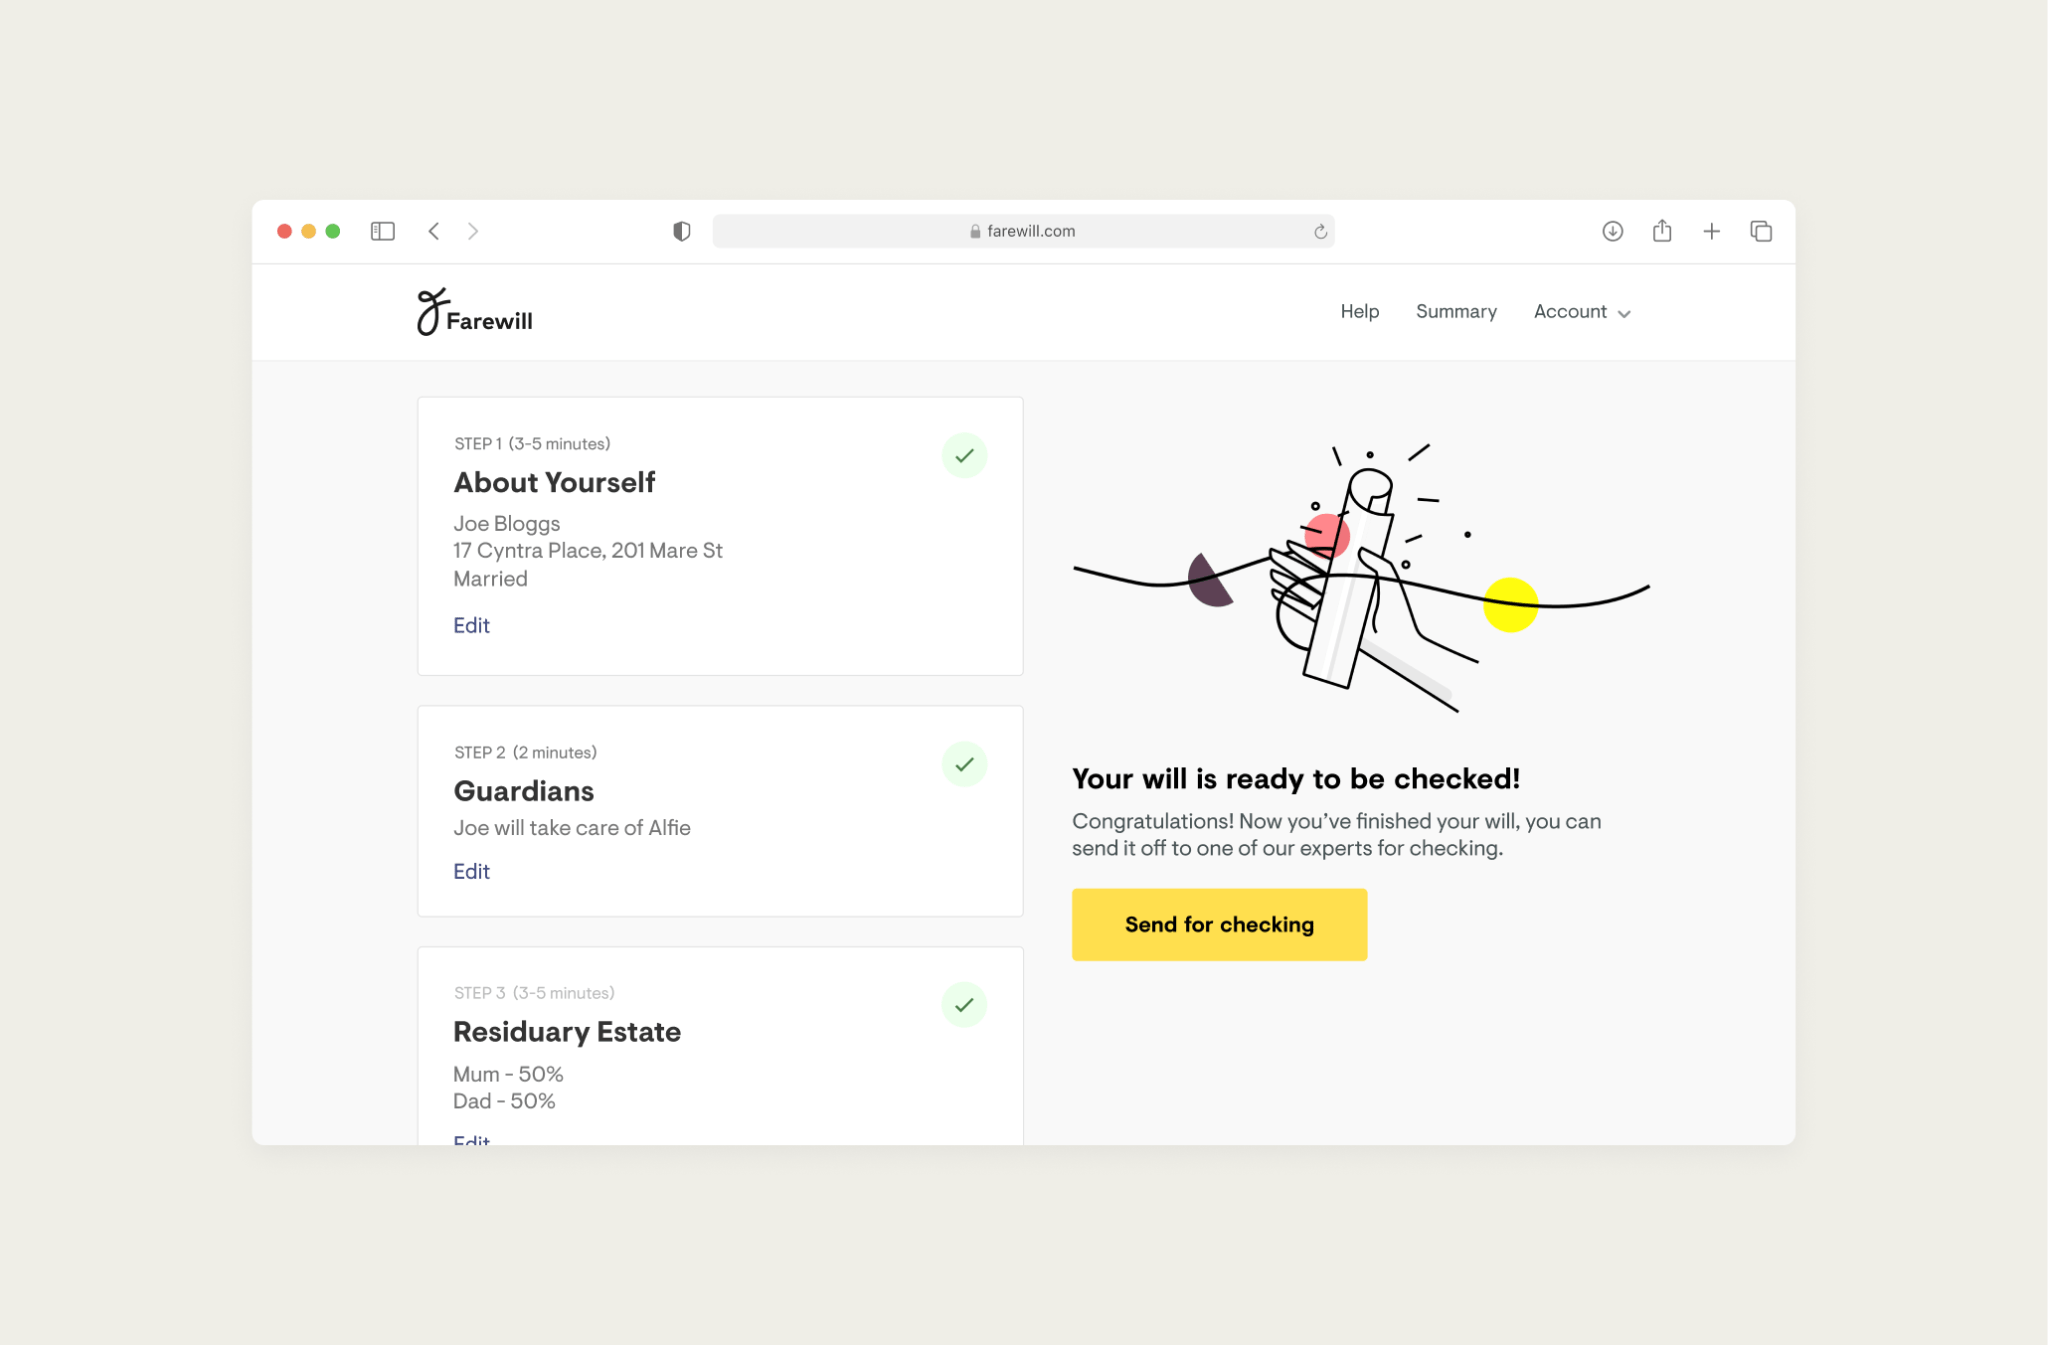 farewill.com
Farewill
Help
Summary
Account
STEP 1 (3-5 minutes)
About Yourself
Joe Bloggs
17 Cyntra Place, 201 Mare St
Married
Edit
STEP 2 (2 minutes)
Guardians
Joe will take care of Alfie
Edit
STEP 3 (3-5 minutes)
Residuary Estate
Mum - 50%
Dad - 50%
Edit
Your will is ready to be checked!
Congratulations! Now you’ve finished your will, you can
send it off to one of our experts for checking.
Send for checking